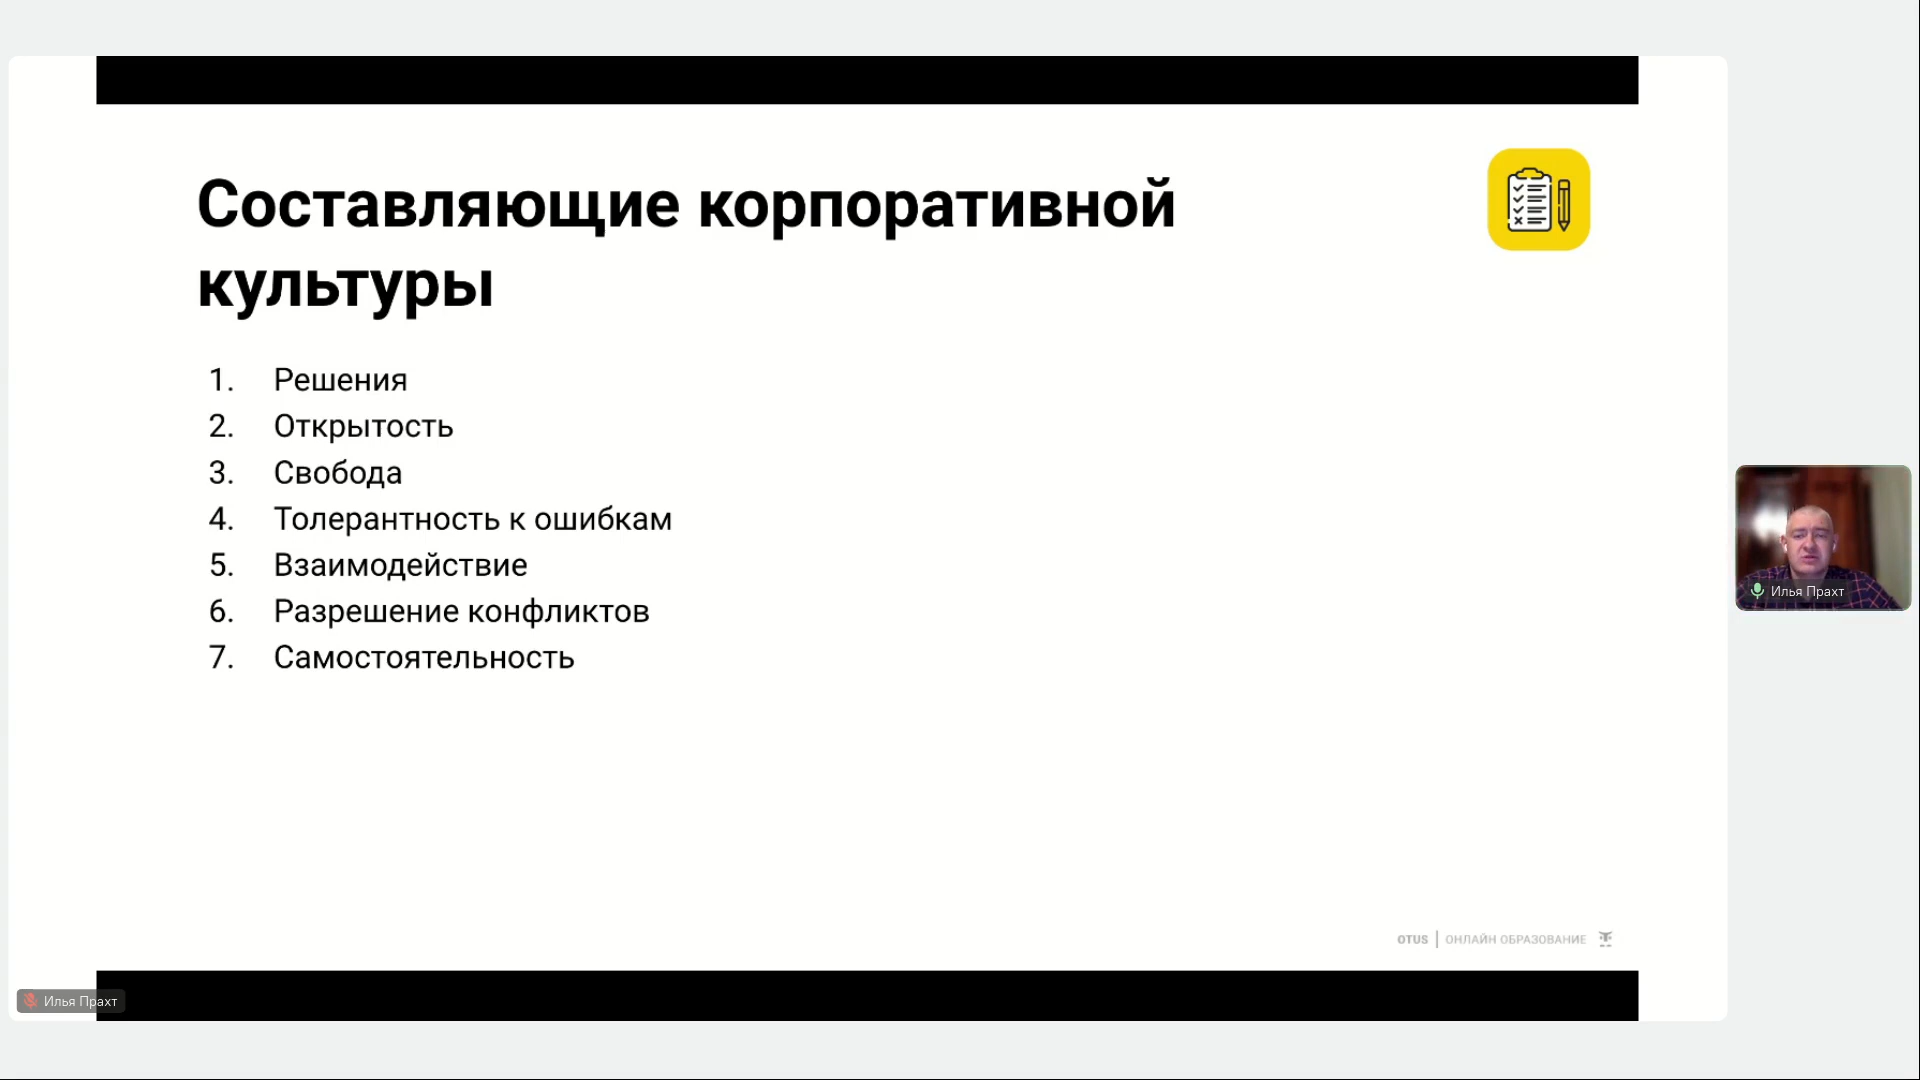 Составляющие корпоративной
культуры
1. Решения
2. Открытость
3. Свобода
4. Толерантность к ошибкам
5. Взаимодействие
6. Разрешение конфликтов
7. Самостоятельность
OTUS | ОНЛАЙН ОБРАЗОВАНИЕ
Илья Прахт
Илья Прахт